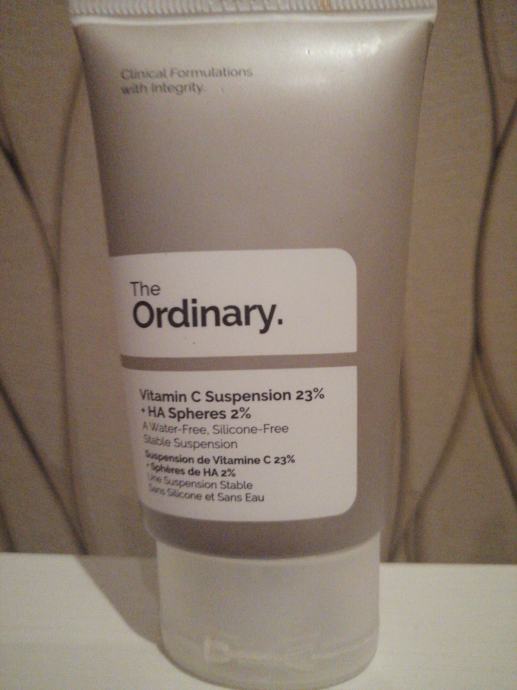 Clinical Formulations
with Integrity.
The
Ordinary.
Vitamin C Suspension 23%
+ HA Spheres 2%
A Water-Free, Silicone-Free
Stable Suspension
Suspension de Vitamine C 23%
+ Sphères de HA 2%
Une Suspension Stable
Sans Silicone et Sans Eau